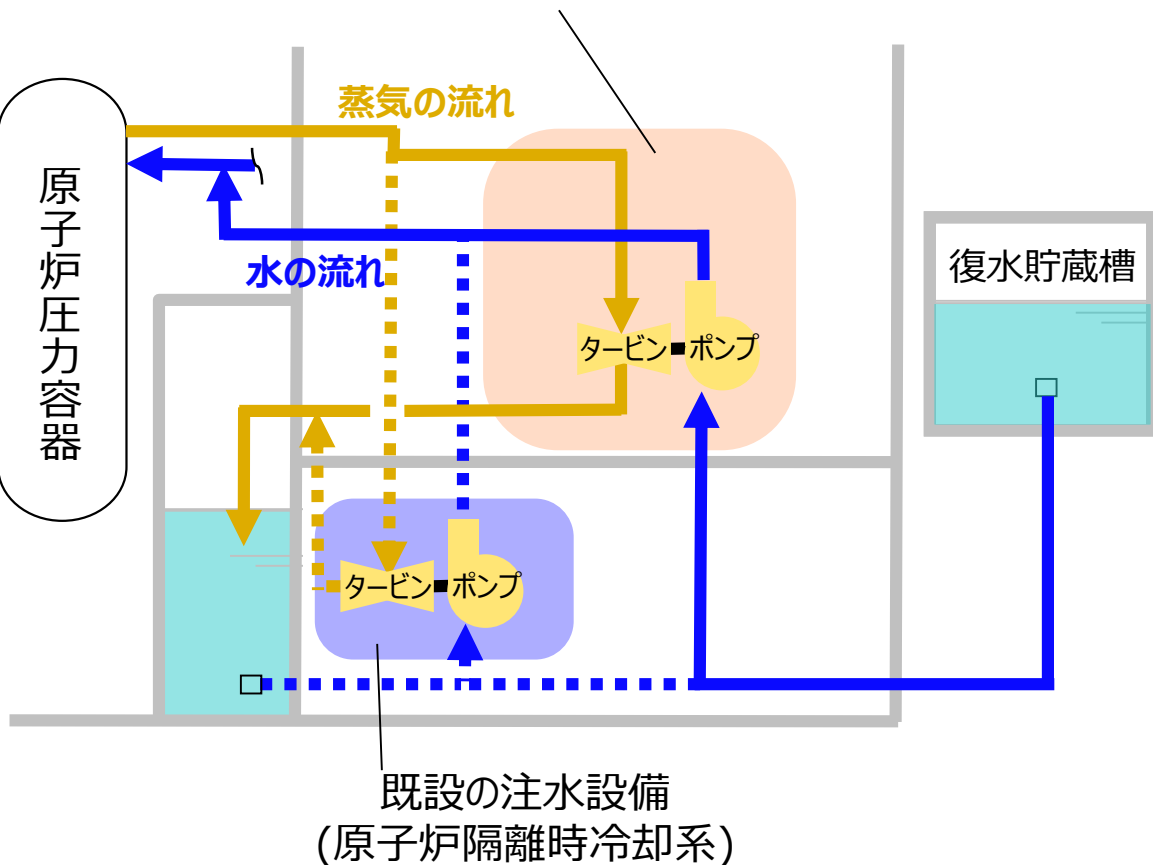 蒸気の流れ
原子炉圧力容器
水の流れ
復水貯蔵槽
タービン
ポンプ
タービン
ポンプ
既設の注水設備
(原子炉隔離時冷却系)